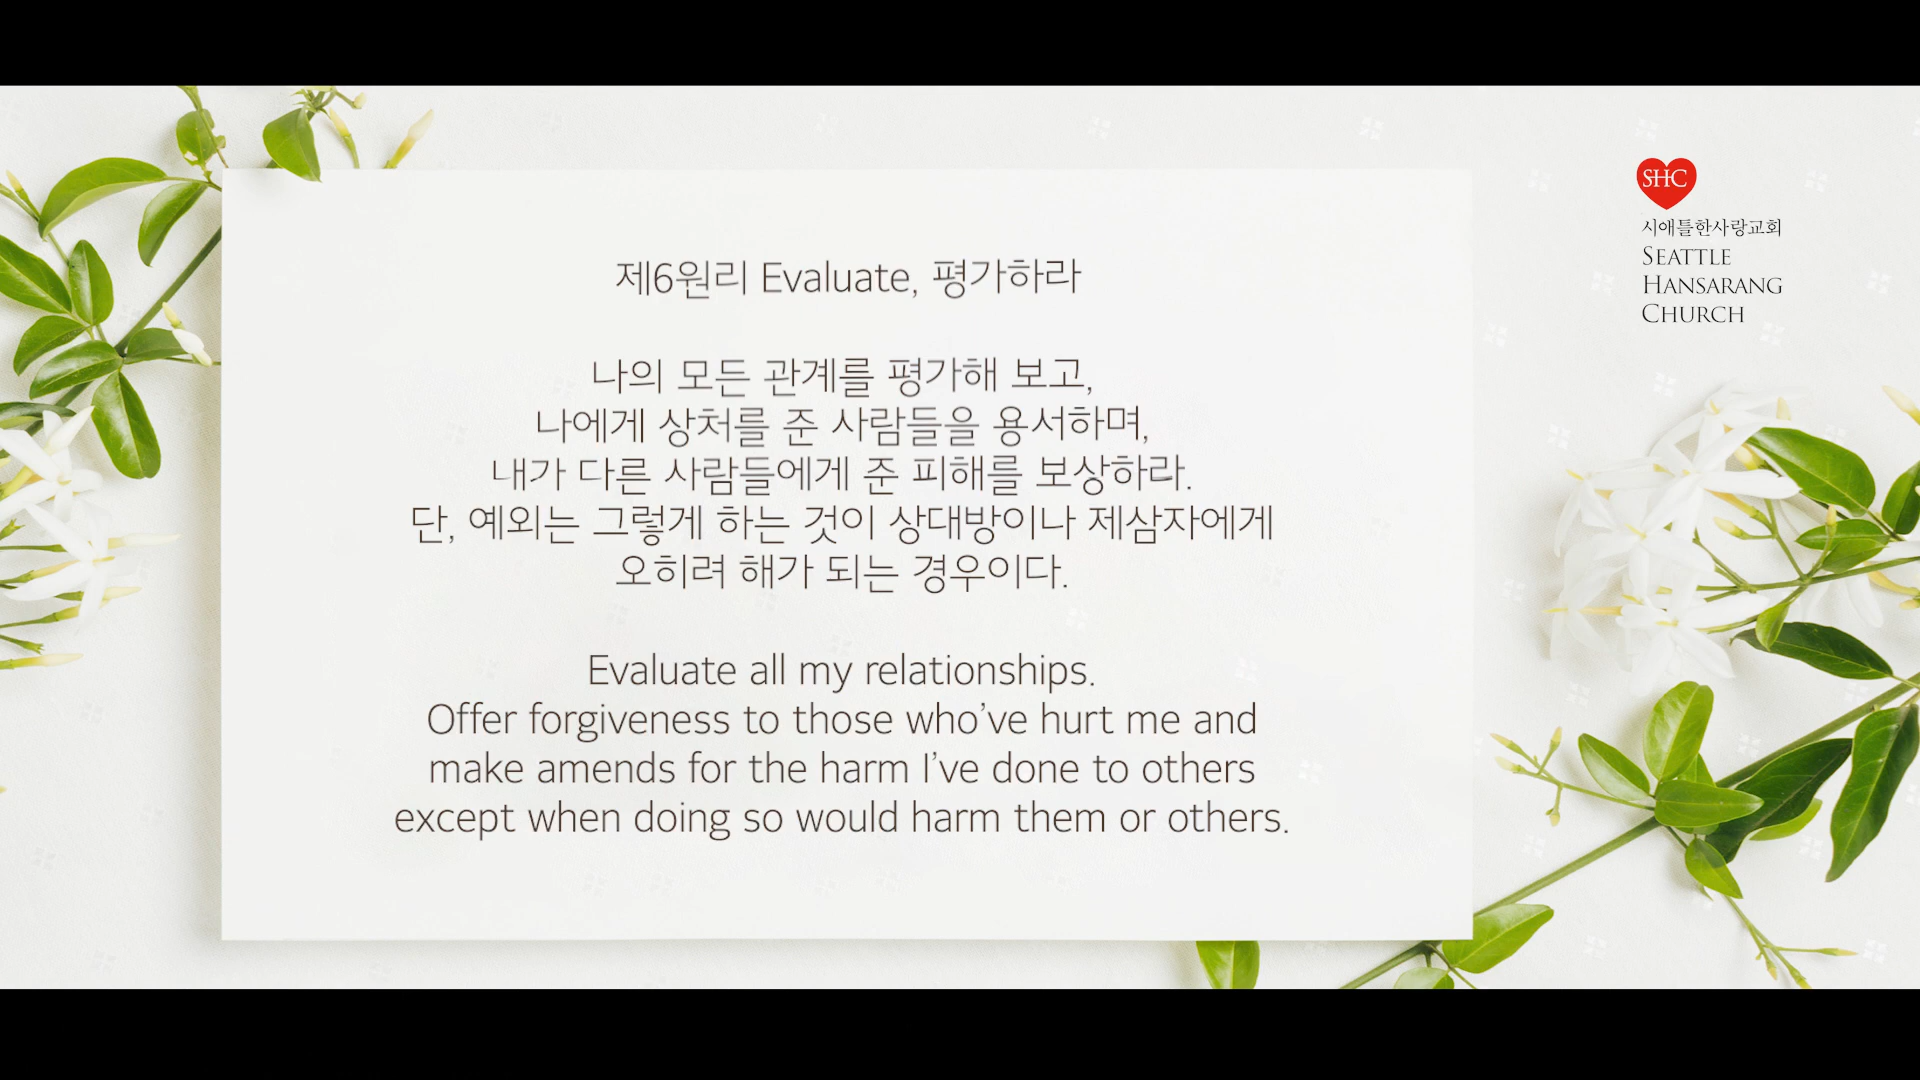 제6원리 Evaluate, 평가하라
나의 모든 관계를 평가해 보고,
나에게 상처를 준 사람들을 용서하며,
내가 다른 사람들에게 준 피해를 보상하라.
단, 예외는 그렇게 하는 것이 상대방이나 제삼자에게
오히려 해가 되는 경우이다.
Evaluate all my relationships.
Offer forgiveness to those who’ve hurt me and
make amends for the harm I’ve done to others
except when doing so would harm them or others.
SHC
시애틀한사랑교회
SEATTLE
HANSARANG
CHURCH